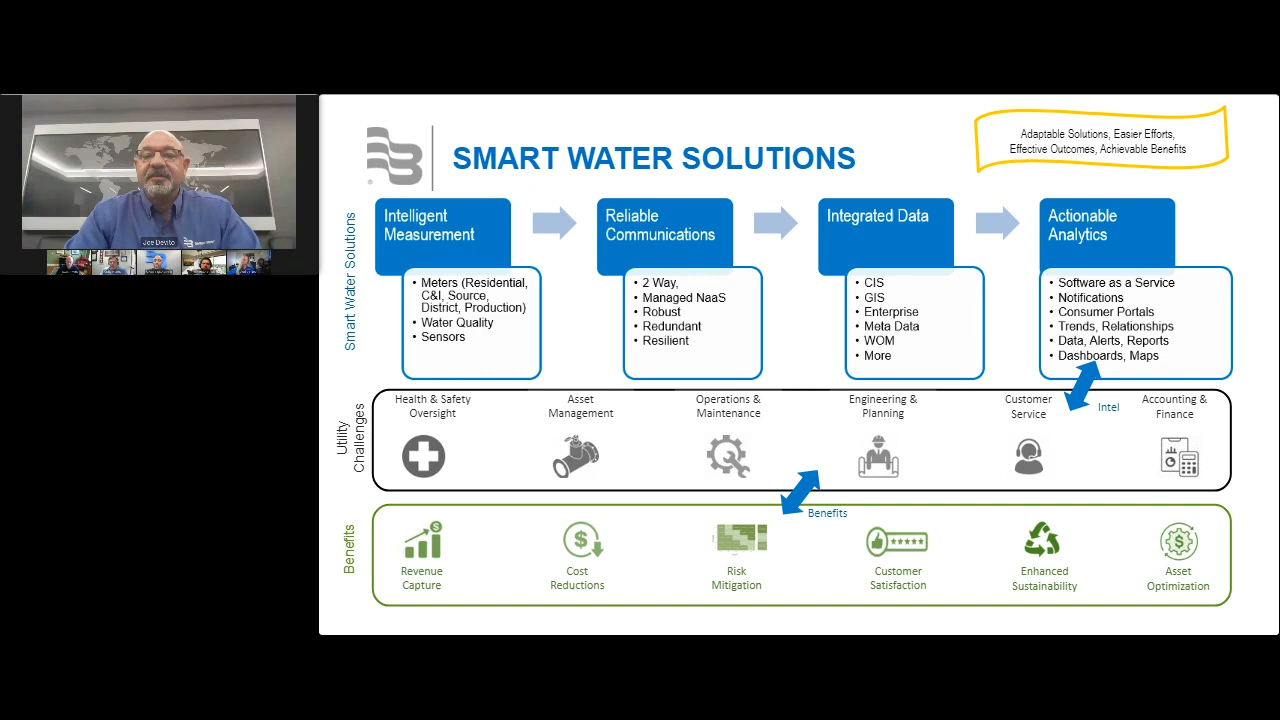 Joe Devito
SMART WATER SOLUTIONS
Adaptable Solutions, Easier Efforts,
Effective Outcomes, Achievable Benefits
Smart Water Solutions
Intelligent
Measurement
• Meters (Residential,
C&I, Source,
District, Production)
• Water Quality
• Sensors
Reliable
Communications
• 2 Way,
• Managed NaaS
• Robust
• Redundant
• Resilient
Integrated Data
• CIS
• GIS
• Enterprise
• Meta Data
• WOM
• More
Actionable
Analytics
• Software as a Service
• Notifications
• Consumer Portals
• Trends, Relationships
• Data, Alerts, Reports
• Dashboards, Maps
Utility
Challenges
Health & Safety
Oversight
Asset
Management
Operations &
Maintenance
Engineering &
Planning
Customer
Service
Intel
Accounting &
Finance
Benefits
Benefits
Revenue
Capture
Cost
Reductions
Risk
Mitigation
Customer
Satisfaction
Enhanced
Sustainability
Asset
Optimization